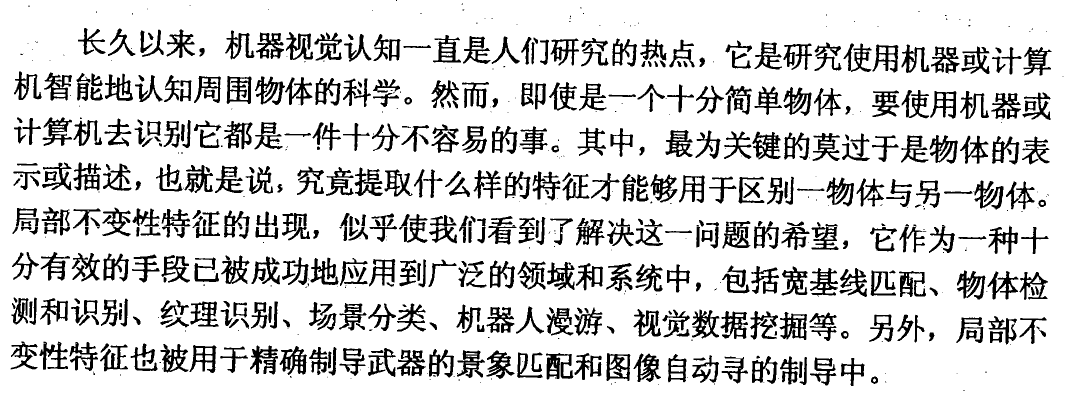 长久以来，机器视觉认知一直是人们研究的热点，它是研究使用机器或计算
机智能地认知周围物体的科学。然而，即使是一个十分简单物体，要使用机器或
计算机去识别它都是一件十分不容易的事。其中，最为关键的莫过于是物体的表
示或描述，也就是说，究竟提取什么样的特征才能够用于区别一物体与另一物体。
局部不变性特征的出现，似乎使我们看到了解决这一问题的希望，它作为一种十
分有效的手段已被成功地应用到广泛的领域和系统中，包括宽基线匹配、物体检
测和识别、纹理识别、场景分类、机器人漫游、视觉数据挖掘等。另外，局部不
变性特征也被用于精确制导武器的景象匹配和图像自动寻的制导中。